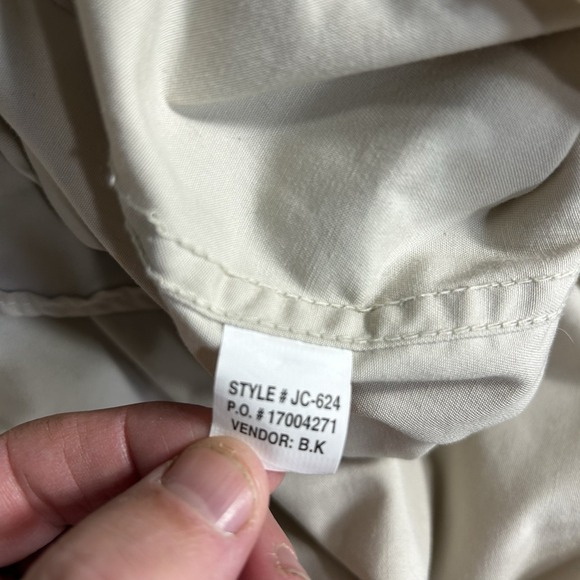 STYLE # JC-624
P.O. # 17004271
VENDOR: B.K